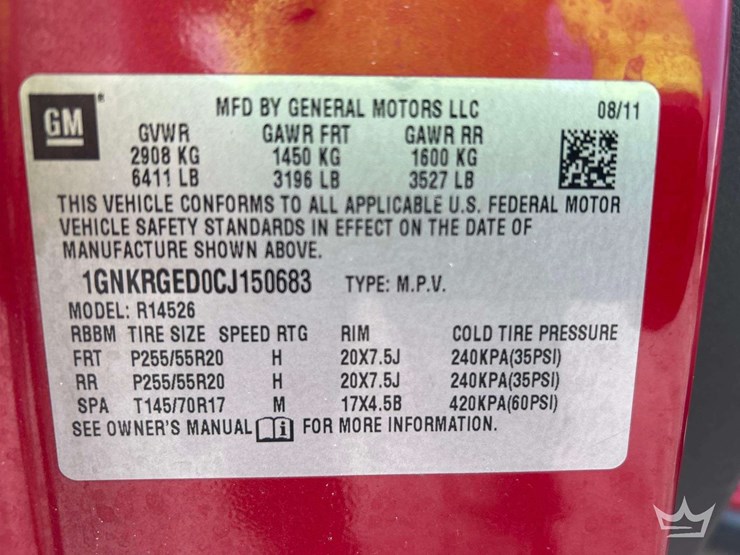 GM
MFD BY GENERAL MOTORS LLC 08/11
GVWR GAWR FRT GAWR RR
2908 KG 1450 KG 1600 KG
6411 LB 3196 LB 3527 LB
THIS VEHICLE CONFORMS TO ALL APPLICABLE U.S. FEDERAL MOTOR
VEHICLE SAFETY STANDARDS IN EFFECT ON THE DATE OF
MANUFACTURE SHOWN ABOVE.
1GNKRGED0CJ150683 TYPE: M.P.V.
MODEL: R14526
RBBM TIRE SIZE SPEED RTG RIM COLD TIRE PRESSURE
FRT P255/55R20 H 20X7.5J 240KPA(35PSI)
RR P255/55R20 H 20X7.5J 240KPA(35PSI)
SPA T145/70R17 M 17X4.5B 420KPA(60PSI)
SEE OWNER'S MANUAL i FOR MORE INFORMATION.